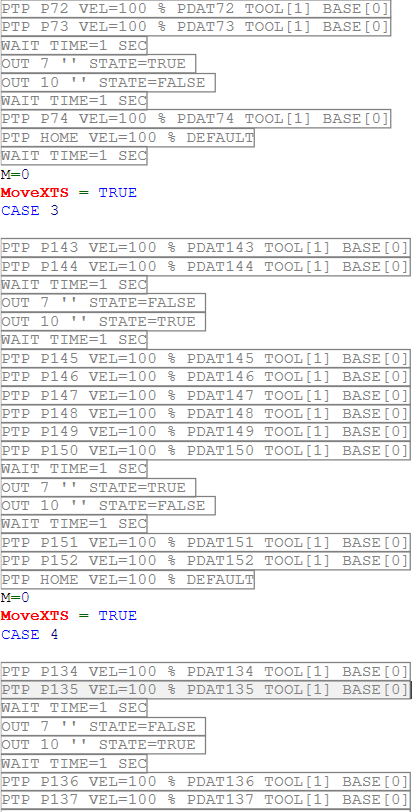 PTP P72 VEL=100 % PDAT72 TOOL[1] BASE[0]
PTP P73 VEL=100 % PDAT73 TOOL[1] BASE[0]
WAIT TIME=1 SEC
OUT 7 '' STATE=TRUE
OUT 10 '' STATE=FALSE
WAIT TIME=1 SEC
PTP P74 VEL=100 % PDAT74 TOOL[1] BASE[0]
PTP HOME VEL=100 % DEFAULT
WAIT TIME=1 SEC
M=0
MoveXTS = TRUE
CASE 3
PTP P143 VEL=100 % PDAT143 TOOL[1] BASE[0]
PTP P144 VEL=100 % PDAT144 TOOL[1] BASE[0]
WAIT TIME=1 SEC
OUT 7 '' STATE=FALSE
OUT 10 '' STATE=TRUE
WAIT TIME=1 SEC
PTP P145 VEL=100 % PDAT145 TOOL[1] BASE[0]
PTP P146 VEL=100 % PDAT146 TOOL[1] BASE[0]
PTP P147 VEL=100 % PDAT147 TOOL[1] BASE[0]
PTP P148 VEL=100 % PDAT148 TOOL[1] BASE[0]
PTP P149 VEL=100 % PDAT149 TOOL[1] BASE[0]
PTP P150 VEL=100 % PDAT150 TOOL[1] BASE[0]
WAIT TIME=1 SEC
OUT 7 '' STATE=TRUE
OUT 10 '' STATE=FALSE
WAIT TIME=1 SEC
PTP P151 VEL=100 % PDAT151 TOOL[1] BASE[0]
PTP P152 VEL=100 % PDAT152 TOOL[1] BASE[0]
PTP HOME VEL=100 % DEFAULT
M=0
MoveXTS = TRUE
CASE 4
PTP P134 VEL=100 % PDAT134 TOOL[1] BASE[0]
PTP P135 VEL=100 % PDAT135 TOOL[1] BASE[0]
WAIT TIME=1 SEC
OUT 7 '' STATE=FALSE
OUT 10 '' STATE=TRUE
WAIT TIME=1 SEC
PTP P136 VEL=100 % PDAT136 TOOL[1] BASE[0]
PTP P137 VEL=100 % PDAT137 TOOL[1] BASE[0]